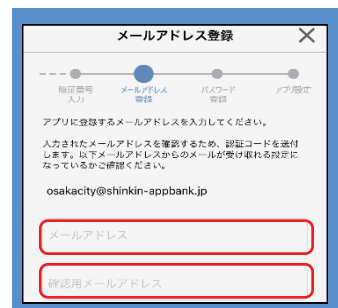 メールアドレス登録
暗証番号
入力
メールアドレス
登録
パスワード
登録
アプリ設定
アプリに登録するメールアドレスを入力してください。
入力されたメールアドレスを確認するため、認証コードを送付
します。以下メールアドレスからのメールが受け取れる設定に
なっているかご確認ください。
osakacity@shinkin-appbank.jp
メールアドレス
確認用メールアドレス